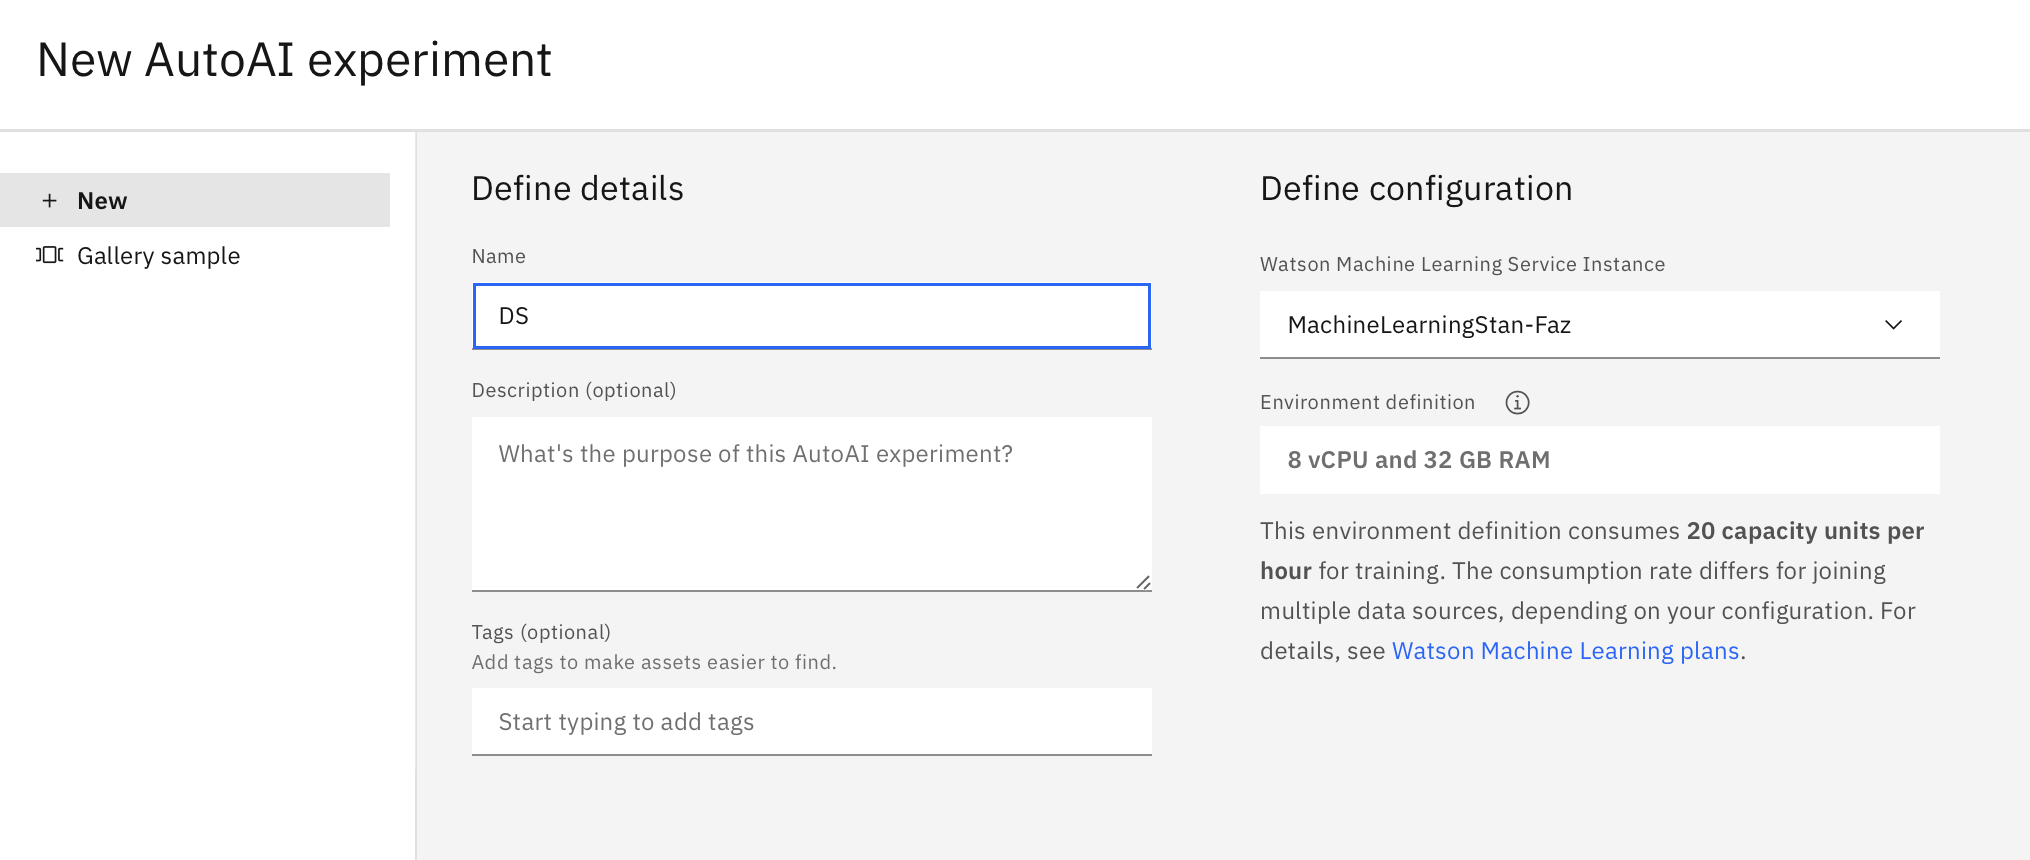 New AutoAI experiment
New
Gallery sample
Define details
Name
DS
Description (optional)
What's the purpose of this AutoAI experiment?
Tags (optional)
Add tags to make assets easier to find.
Start typing to add tags
Define configuration
Watson Machine Learning Service Instance
MachineLearningStan-Faz
Environment definition
8 vCPU and 32 GB RAM
This environment definition consumes 20 capacity units per
hour for training. The consumption rate differs for joining
multiple data sources, depending on your configuration. For
details, see Watson Machine Learning plans.